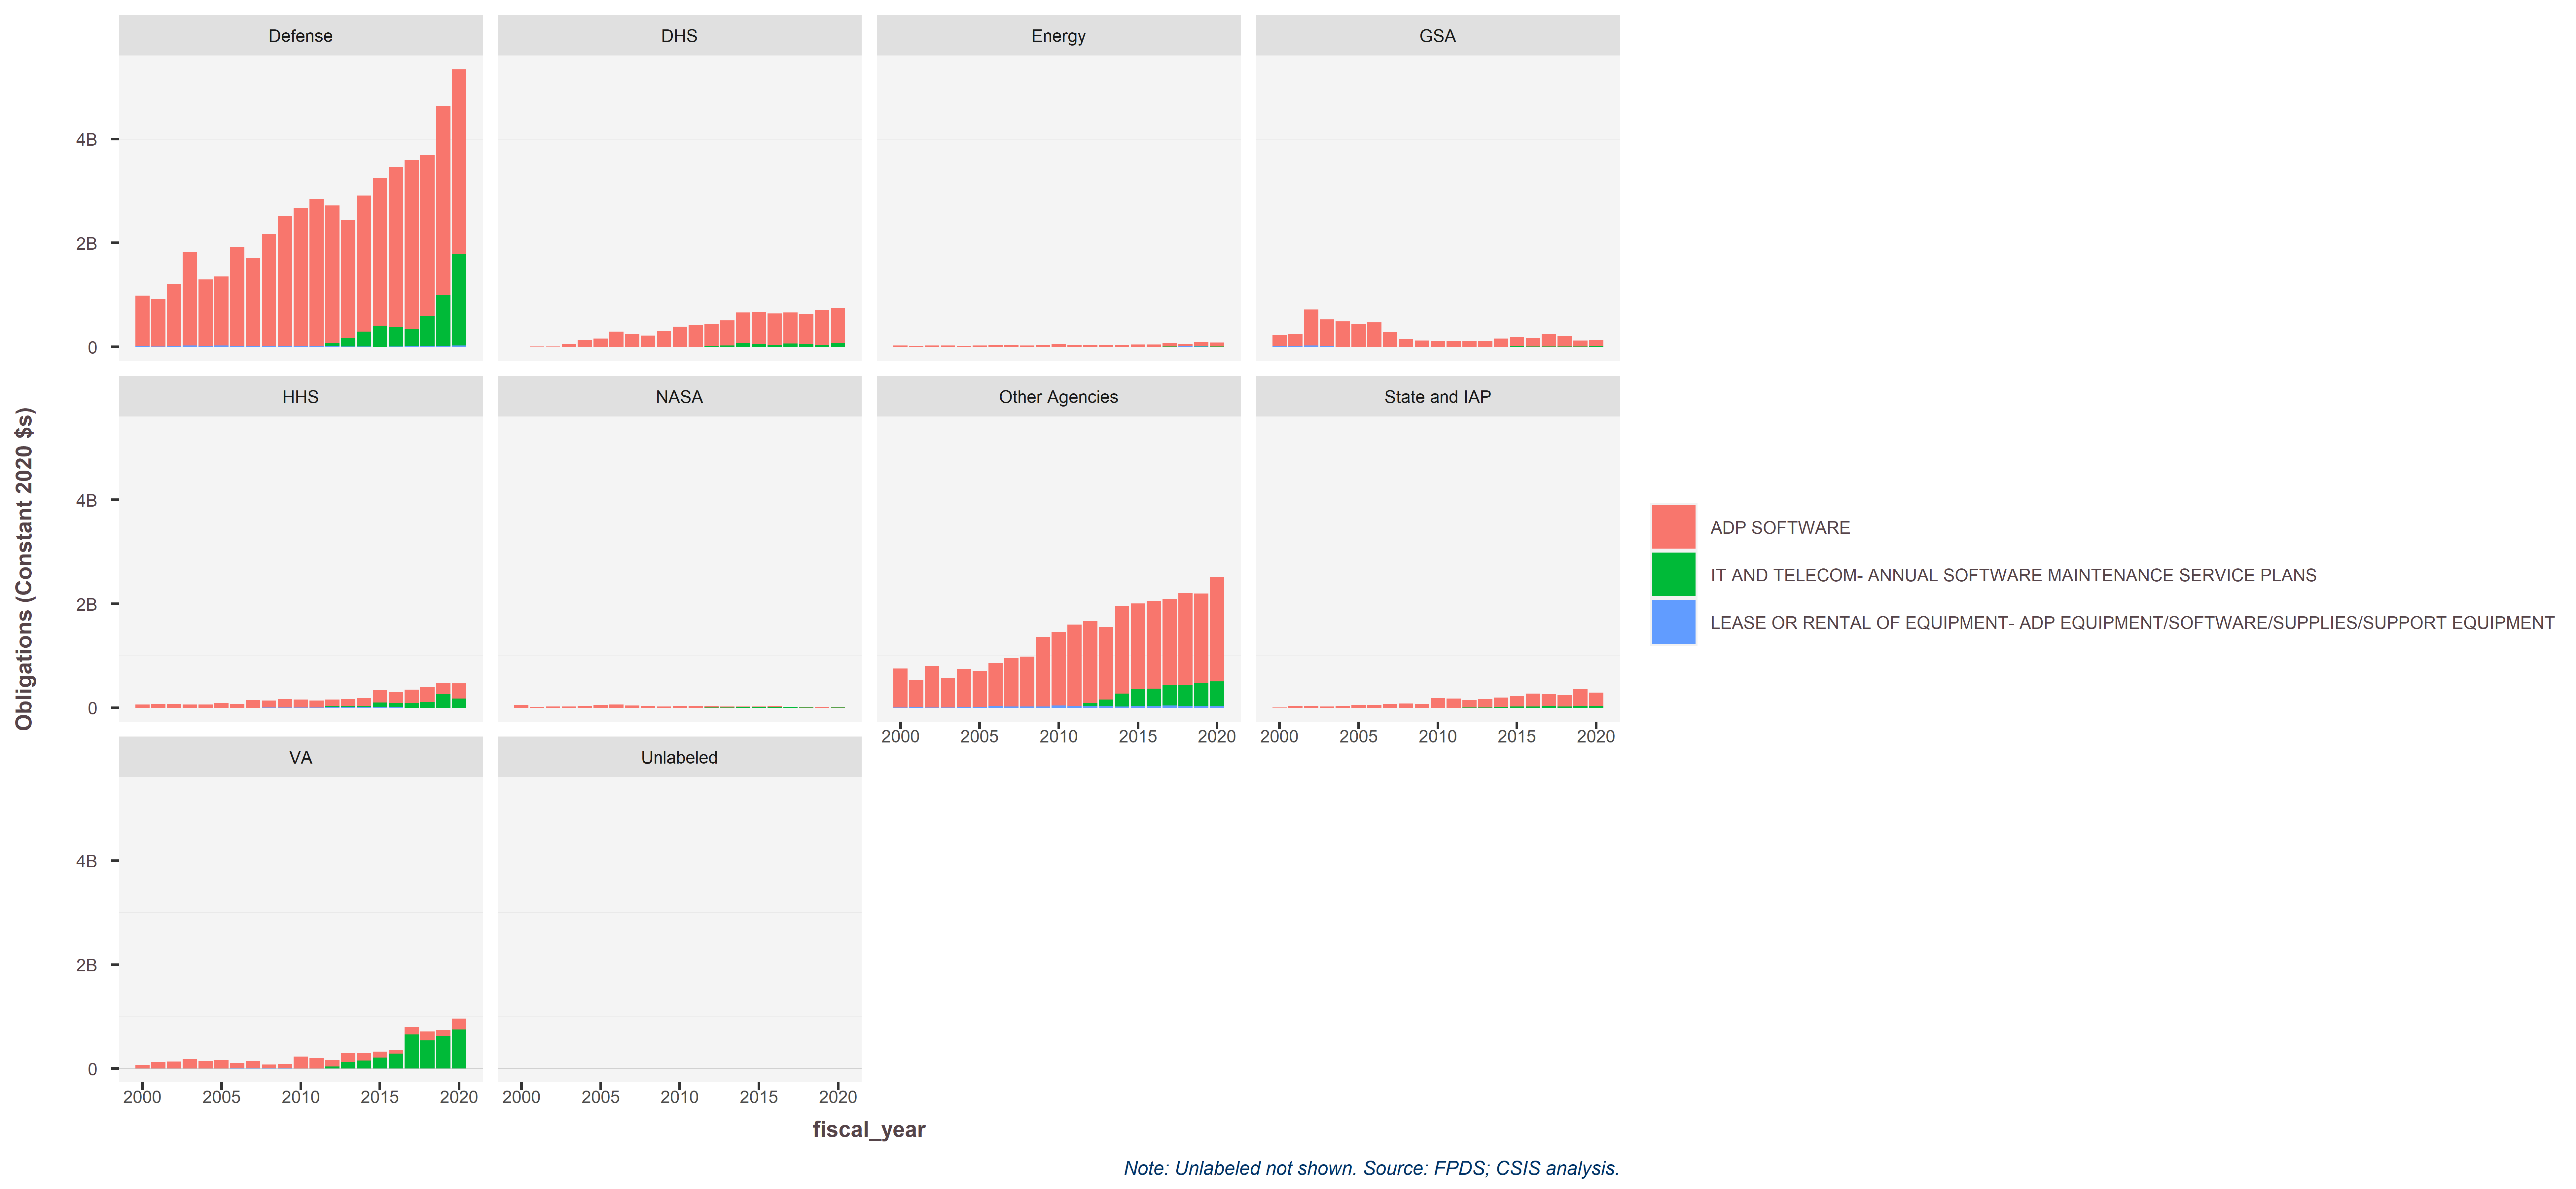 Defense
DHS
Energy
GSA
4B
2B
0
HHS
NASA
Other Agencies
State and IAP
4B
2B
0
2000 2005 2010 2015 2020
2000 2005 2010 2015 2020
VA
Unlabeled
4B
2B
0
2000 2005 2010 2015 2020
2000 2005 2010 2015 2020
Obligations (Constant 2020 $s)
fiscal_year
ADP SOFTWARE
IT AND TELECOM- ANNUAL SOFTWARE MAINTENANCE SERVICE PLANS
LEASE OR RENTAL OF EQUIPMENT- ADP EQUIPMENT/SOFTWARE/SUPPLIES/SUPPORT EQUIPMENT
Note: Unlabeled not shown. Source: FPDS; CSIS analysis.